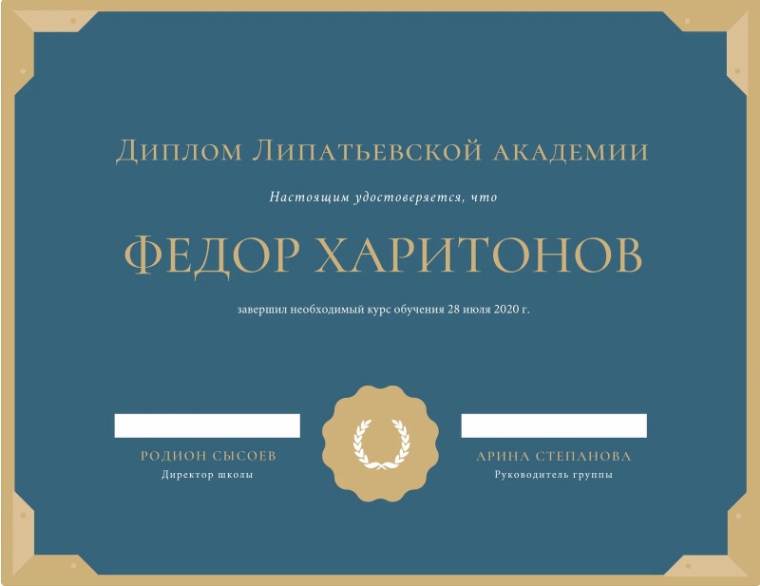 Диплом Липатьевской академии
Настоящим удостоверяется, что
ФЕДОР ХАРИТОНОВ
завершил необходимый курс обучения 28 июля 2020 г.
РОДИОН СЫСОЕВ
Директор школы
АРИНА СТЕПАНОВА
Руководитель группы